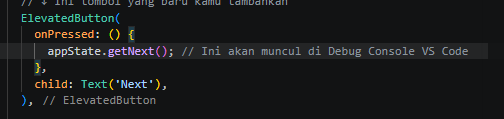 // ↓ Ini tombol yang baru kamu tambahkan
ElevatedButton(
onPressed: () {
appState.getNext(); // Ini akan muncul di Debug Console VS Code
},
child: Text('Next'),
), // ElevatedButton